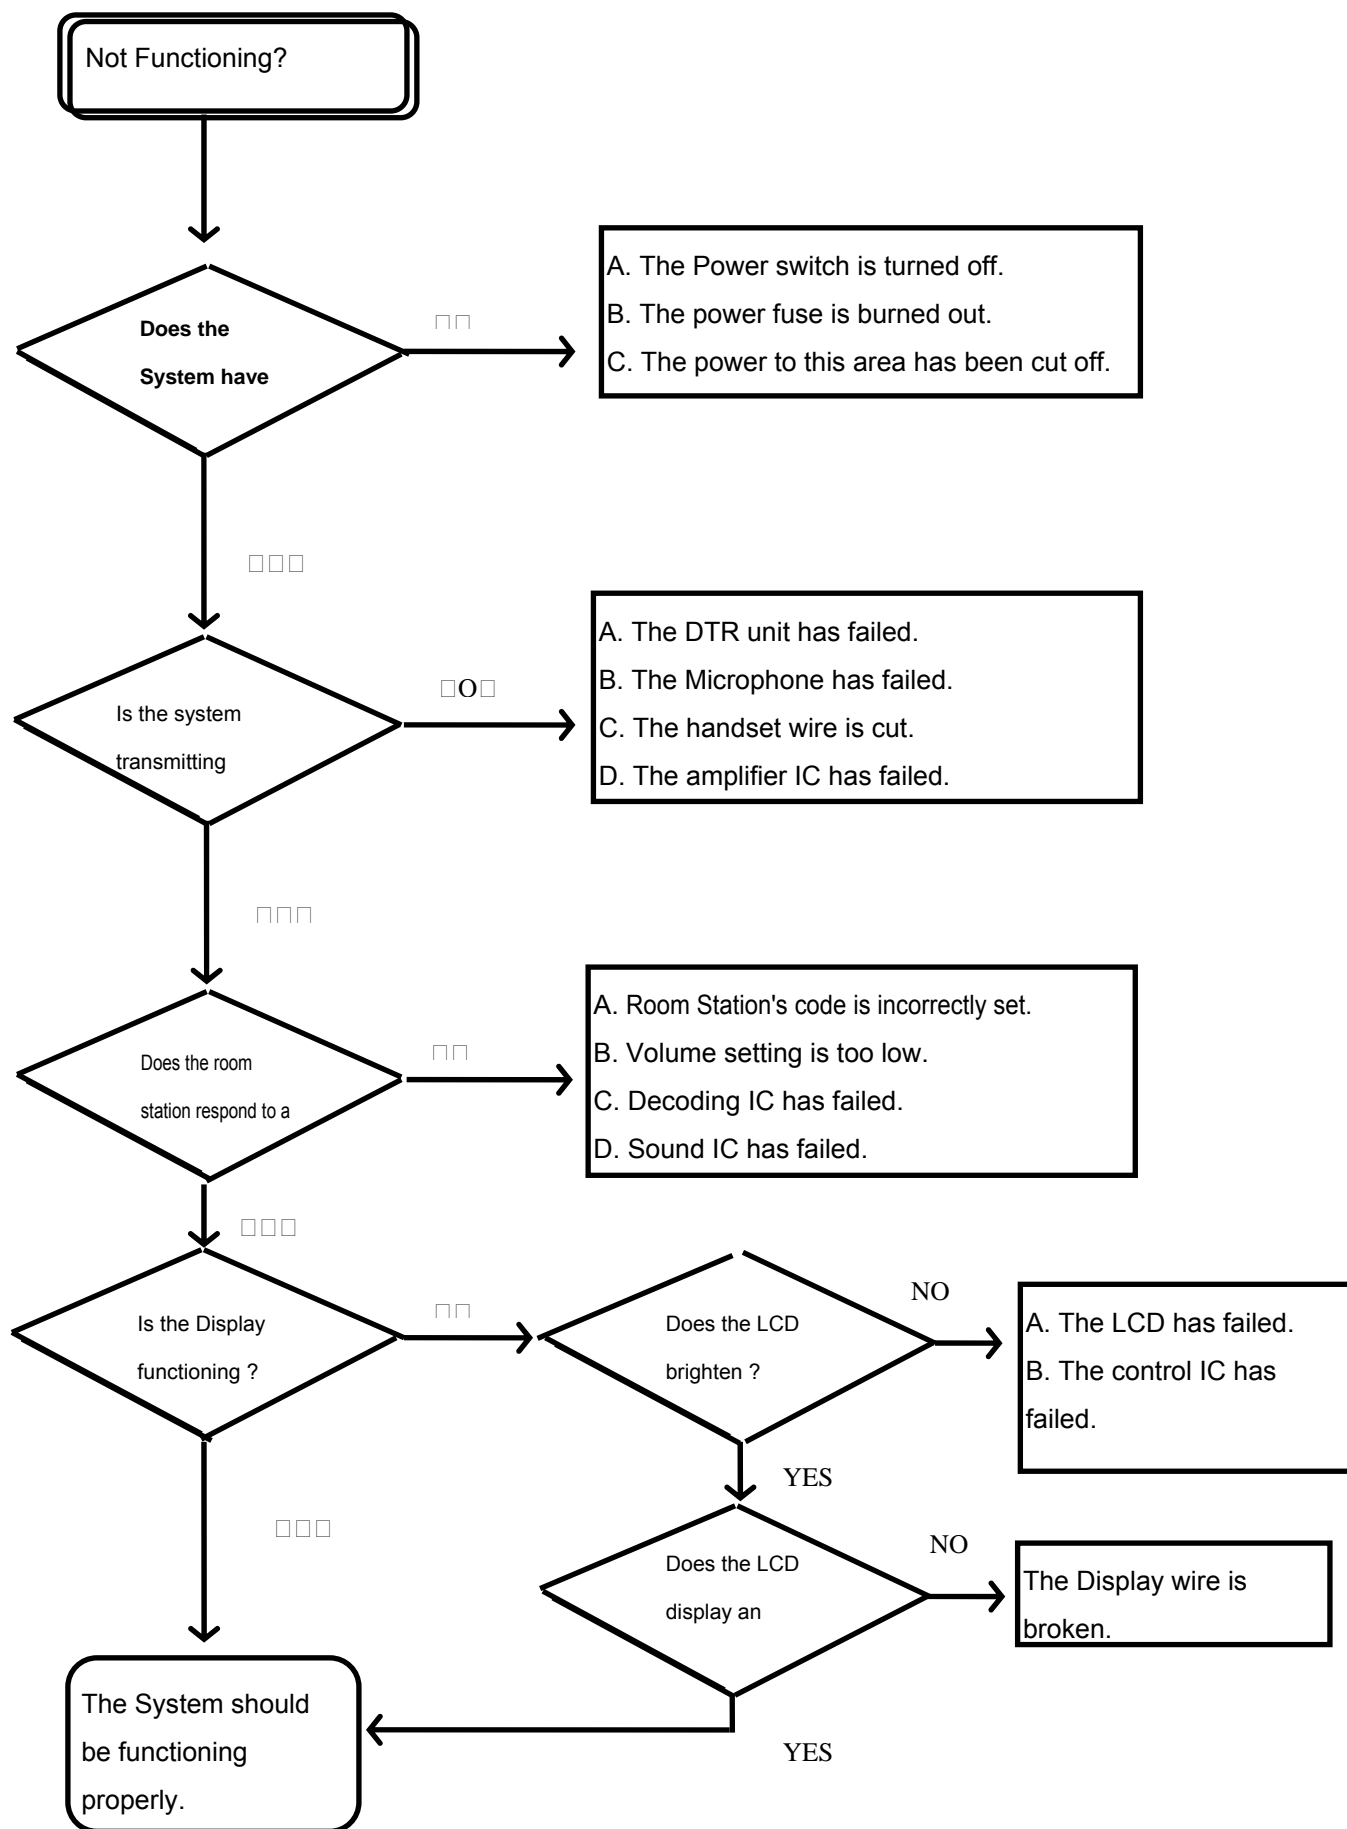 Not Functioning?
Does the
System have
A. The Power switch is turned off.
B. The power fuse is burned out.
C. The power to this area has been cut off.
Is the system
transmitting
O
A. The DTR unit has failed.
B. The Microphone has failed.
C. The handset wire is cut.
D. The amplifier IC has failed.
Does the room
station respond to a
A. Room Station's code is incorrectly set.
B. Volume setting is too low.
C. Decoding IC has failed.
D. Sound IC has failed.
Is the Display
functioning ?
Does the LCD
brighten ?
NO
A. The LCD has failed.
B. The control IC has
failed.
YES
Does the LCD
display an
NO
The Display wire is
broken.
YES
The System should
be functioning
properly.